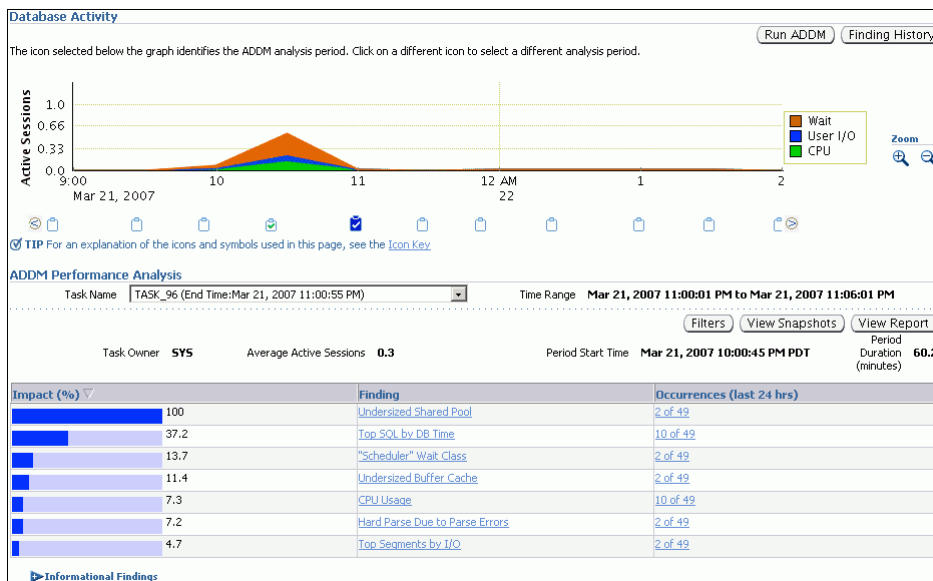 Database Activity
Run ADDM Finding History
The icon selected below the graph identifies the ADDM analysis period. Click on a different icon to select a different analysis period.
Active Sessions
1.0
0.66
0.33
0.0
9:00 10 11 12 AM 1 2
Mar 21, 2007 22
Wait
User I/O
CPU
Zoom
TIP For an explanation of the icons and symbols used in this page, see the Icon Key
ADDM Performance Analysis
Task Name TASK_96 (End Time:Mar 21, 2007 11:00:55 PM) Time Range Mar 21, 2007 11:00:01 PM to Mar 21, 2007 11:06:01 PM
Filters View Snapshots View Report
Task Owner SYS Average Active Sessions 0.3 Period Start Time Mar 21, 2007 10:00:45 PM PDT Period Duration (minutes) 60.2
Impact (%) Finding Occurrences (last 24 hrs)
100 Undersized Shared Pool 2 of 49
37.2 Top SQL by DB Time 10 of 49
13.7 "Scheduler" Wait Class 2 of 49
11.4 Undersized Buffer Cache 2 of 49
7.3 CPU Usage 10 of 49
7.2 Hard Parse Due to Parse Errors 2 of 49
4.7 Top Segments by I/O 2 of 49
Informational Findings